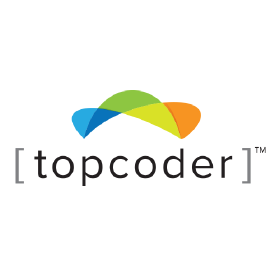 [ topcoder ]™